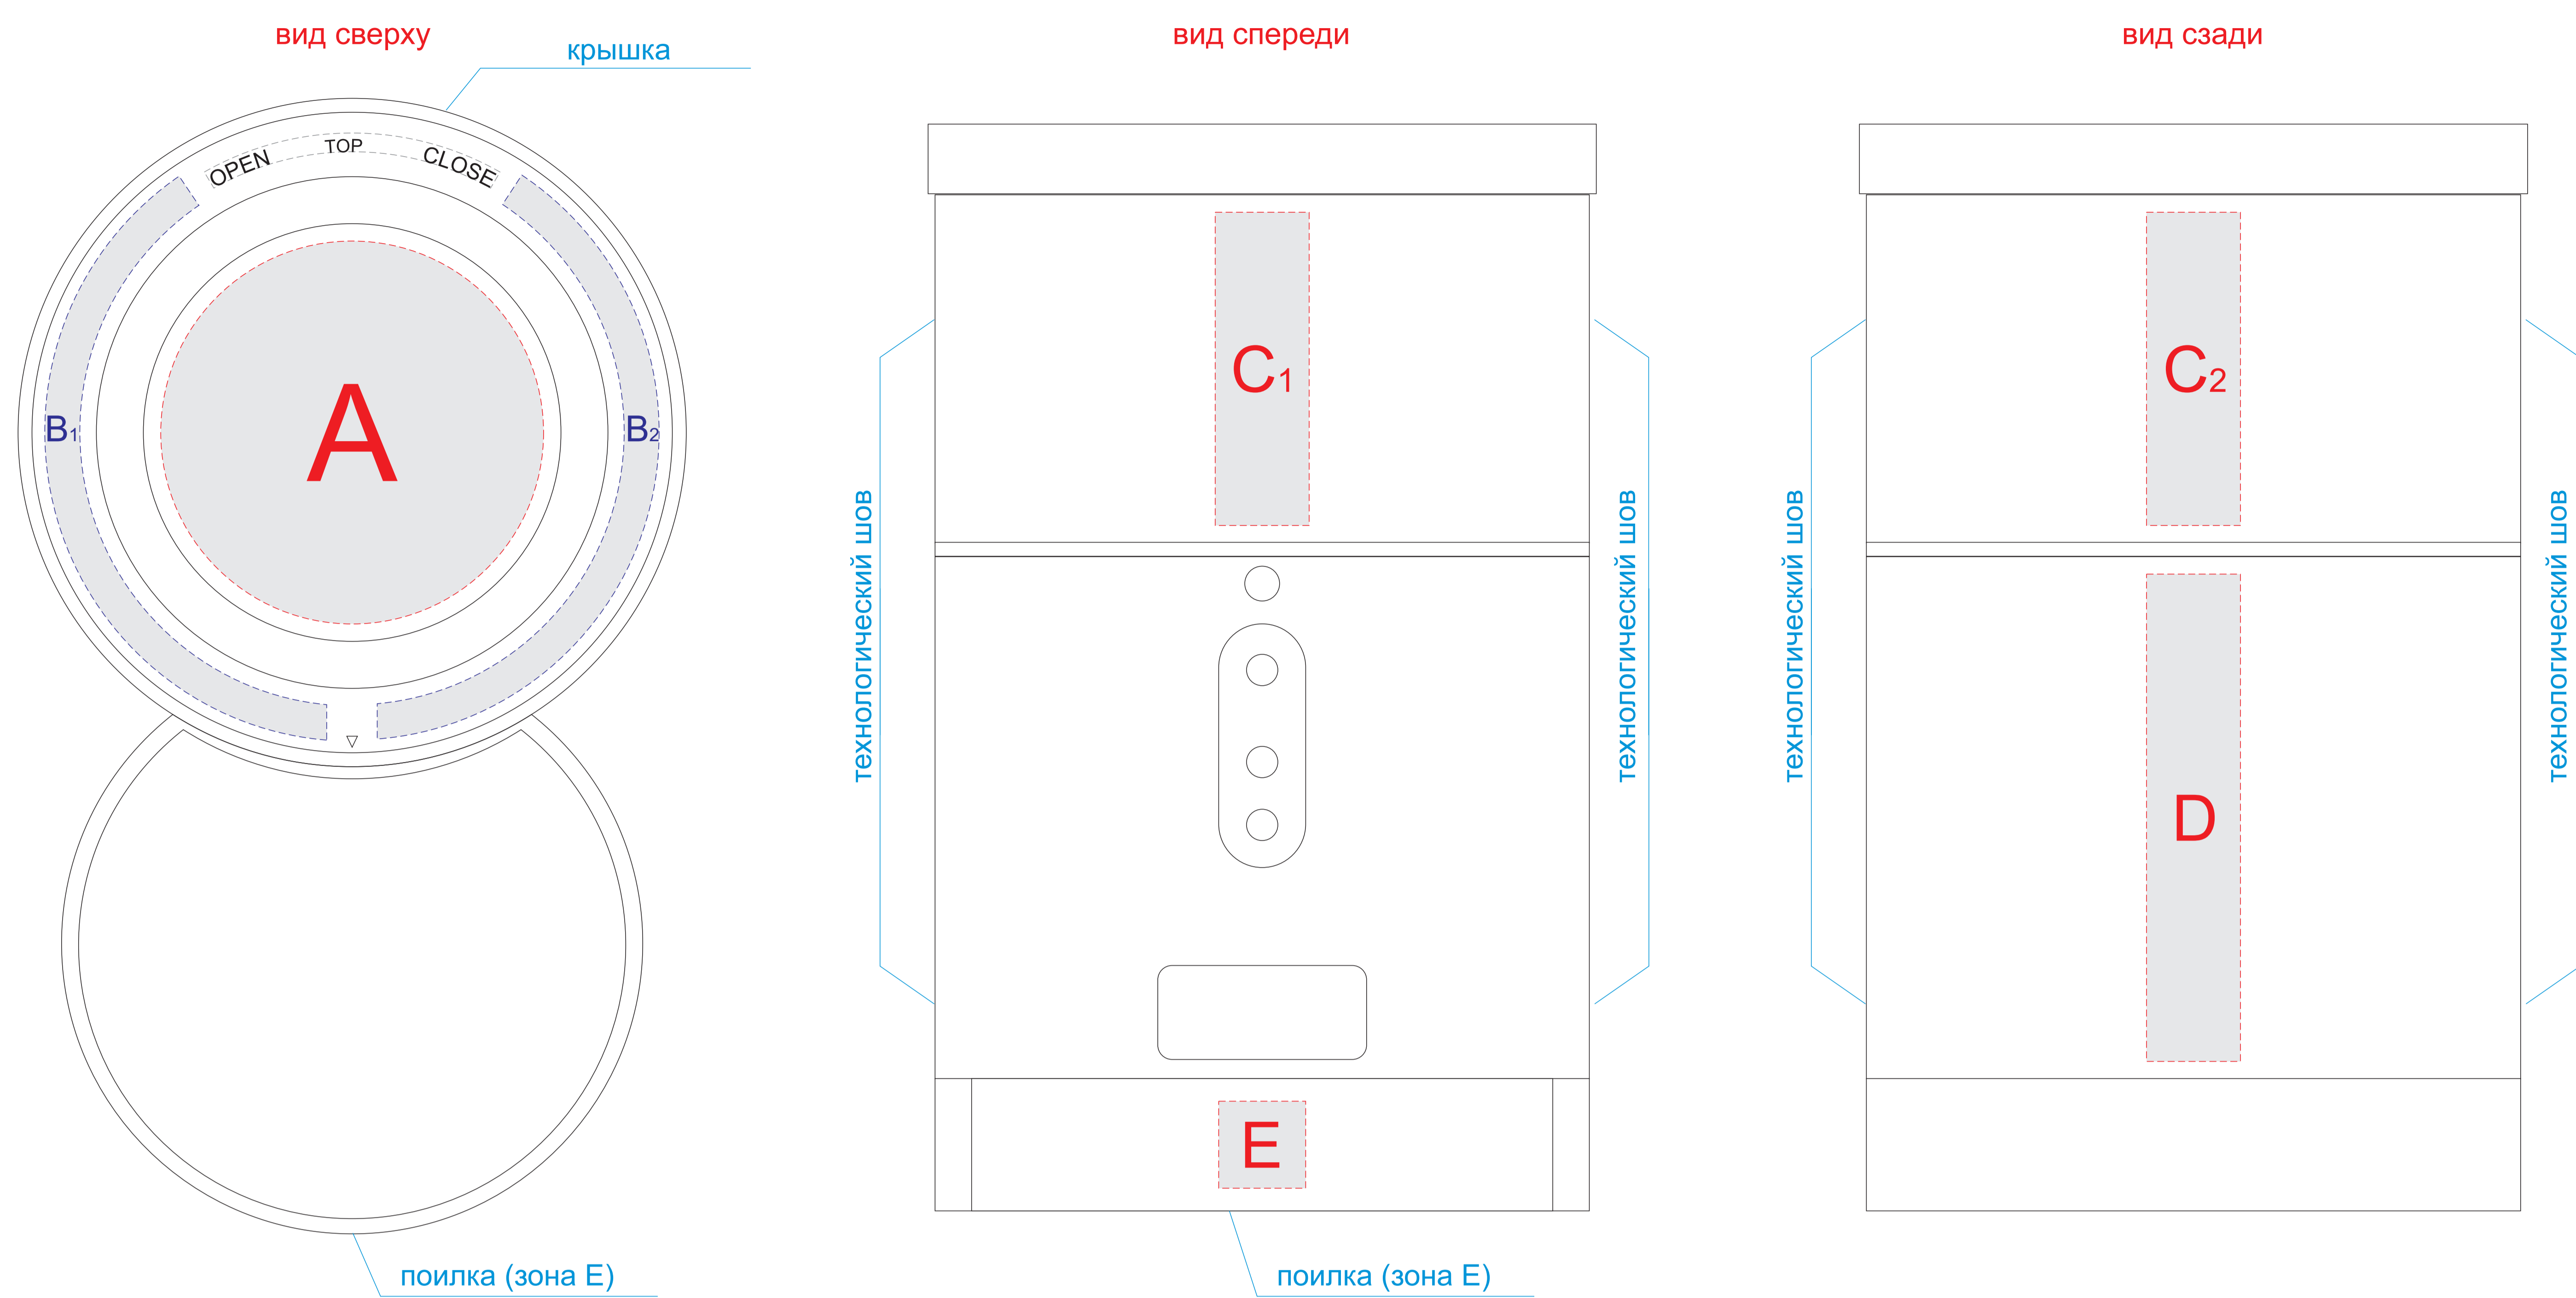 вид сверху
крышка
OPEN
TOP
CLOSE
B1
A
B2
поилка (зона E)
вид спереди
C1
технологический шов
технологический шов
E
поилка (зона E)
вид сзади
C2
технологический шов
технологический шов
D